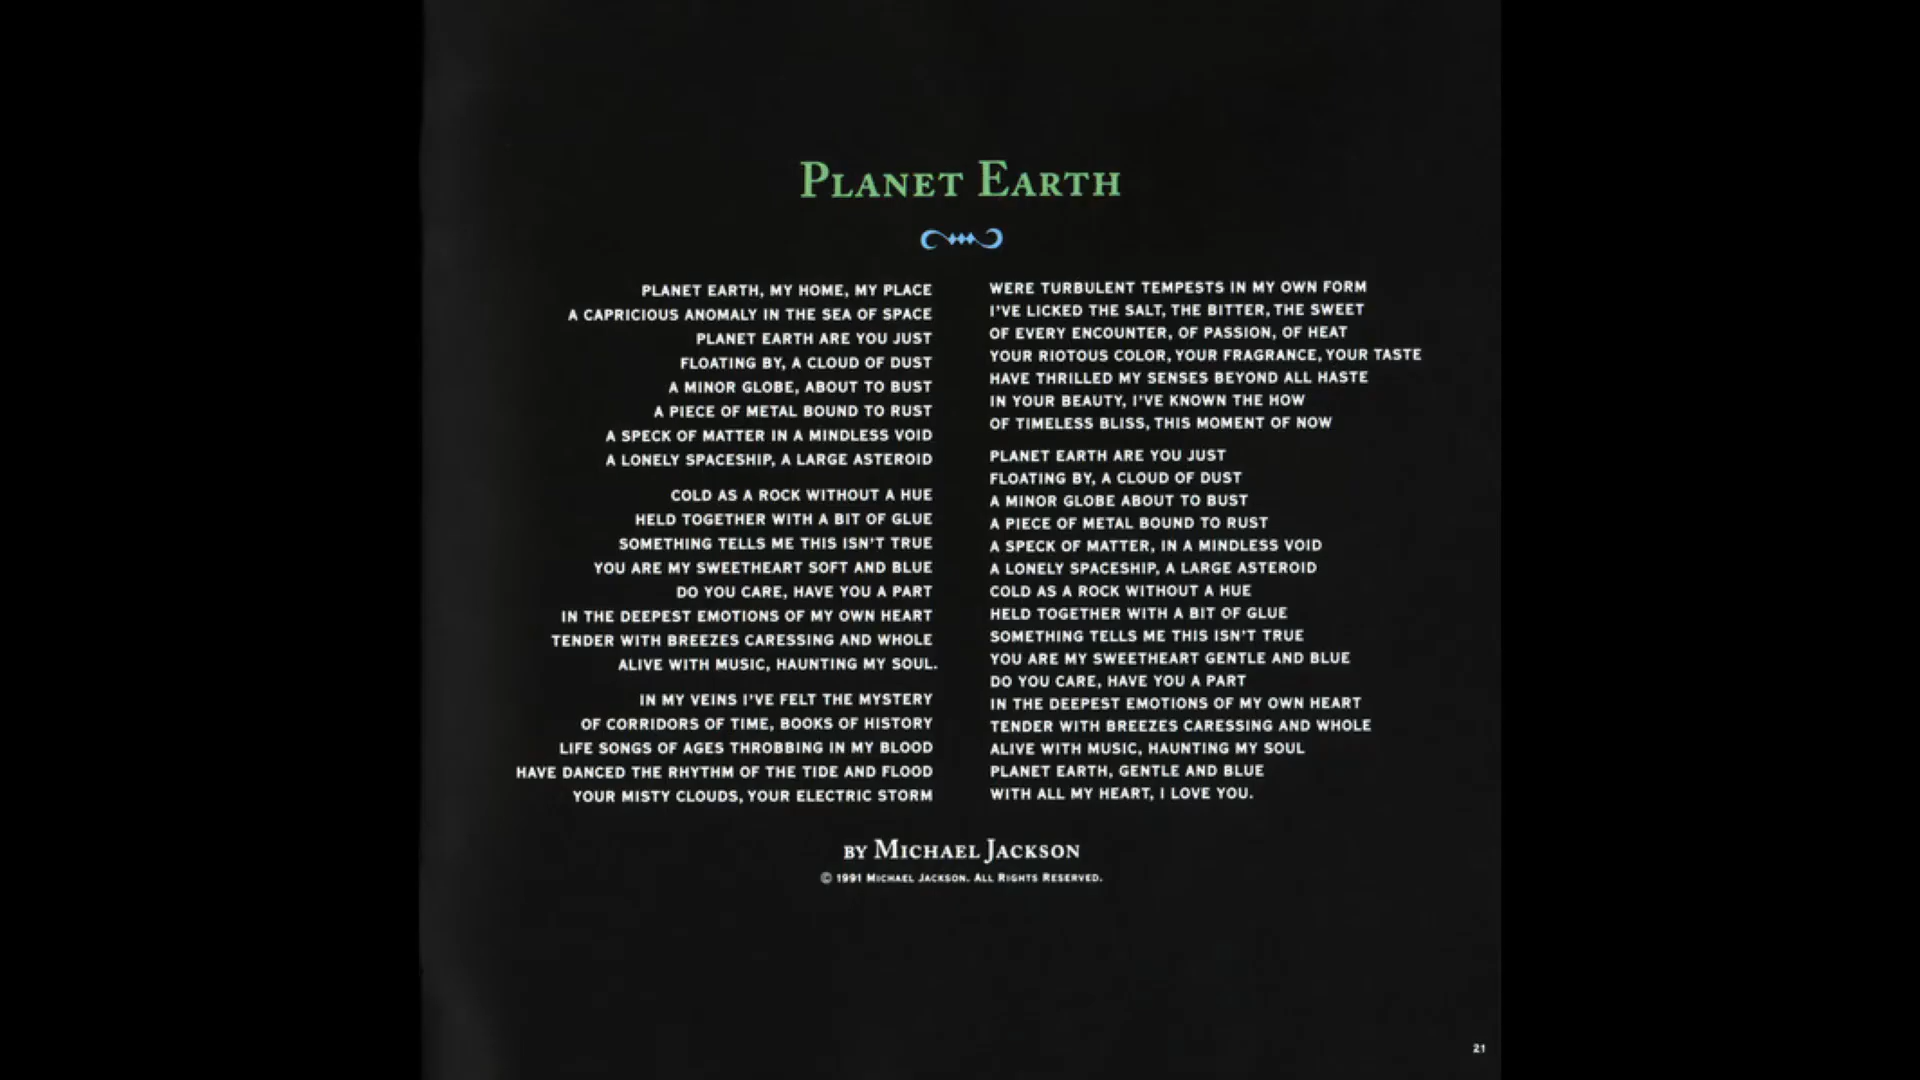 PLANET EARTH
PLANET EARTH, MY HOME, MY PLACE
A CAPRICIOUS ANOMALY IN THE SEA OF SPACE
PLANET EARTH ARE YOU JUST
FLOATING BY, A CLOUD OF DUST
A MINOR GLOBE, ABOUT TO BUST
A PIECE OF METAL BOUND TO RUST
A SPECK OF MATTER IN A MINDLESS VOID
A LONELY SPACESHIP, A LARGE ASTEROID
COLD AS A ROCK WITHOUT A HUE
HELD TOGETHER WITH A BIT OF GLUE
SOMETHING TELLS ME THIS ISN'T TRUE
YOU ARE MY SWEETHEART SOFT AND BLUE
DO YOU CARE, HAVE YOU A PART
IN THE DEEPEST EMOTIONS OF MY OWN HEART
TENDER WITH BREEZES CARESSING AND WHOLE
ALIVE WITH MUSIC, HAUNTING MY SOUL.
IN MY VEINS I'VE FELT THE MYSTERY
OF CORRIDORS OF TIME, BOOKS OF HISTORY
LIFE SONGS OF AGES THROBBING IN MY BLOOD
HAVE DANCED THE RHYTHM OF THE TIDE AND FLOOD
YOUR MISTY CLOUDS, YOUR ELECTRIC STORM
WERE TURBULENT TEMPESTS IN MY OWN FORM
I'VE LICKED THE SALT, THE BITTER, THE SWEET
OF EVERY ENCOUNTER, OF PASSION, OF HEAT
YOUR RIOTOUS COLOR, YOUR FRAGRANCE, YOUR TASTE
HAVE THRILLED MY SENSES BEYOND ALL HASTE
IN YOUR BEAUTY, I'VE KNOWN THE HOW
OF TIMELESS BLISS, THIS MOMENT OF NOW
PLANET EARTH ARE YOU JUST
FLOATING BY, A CLOUD OF DUST
A MINOR GLOBE ABOUT TO BUST
A PIECE OF METAL BOUND TO RUST
A SPECK OF MATTER, IN A MINDLESS VOID
A LONELY SPACESHIP, A LARGE ASTEROID
COLD AS A ROCK WITHOUT A HUE
HELD TOGETHER WITH A BIT OF GLUE
SOMETHING TELLS ME THIS ISN'T TRUE
YOU ARE MY SWEETHEART GENTLE AND BLUE
DO YOU CARE, HAVE YOU A PART
IN THE DEEPEST EMOTIONS OF MY OWN HEART
TENDER WITH BREEZES CARESSING AND WHOLE
ALIVE WITH MUSIC, HAUNTING MY SOUL
PLANET EARTH, GENTLE AND BLUE
WITH ALL MY HEART, I LOVE YOU.
BY MICHAEL JACKSON
© 1991 MICHAEL JACKSON. ALL RIGHTS RESERVED.
21